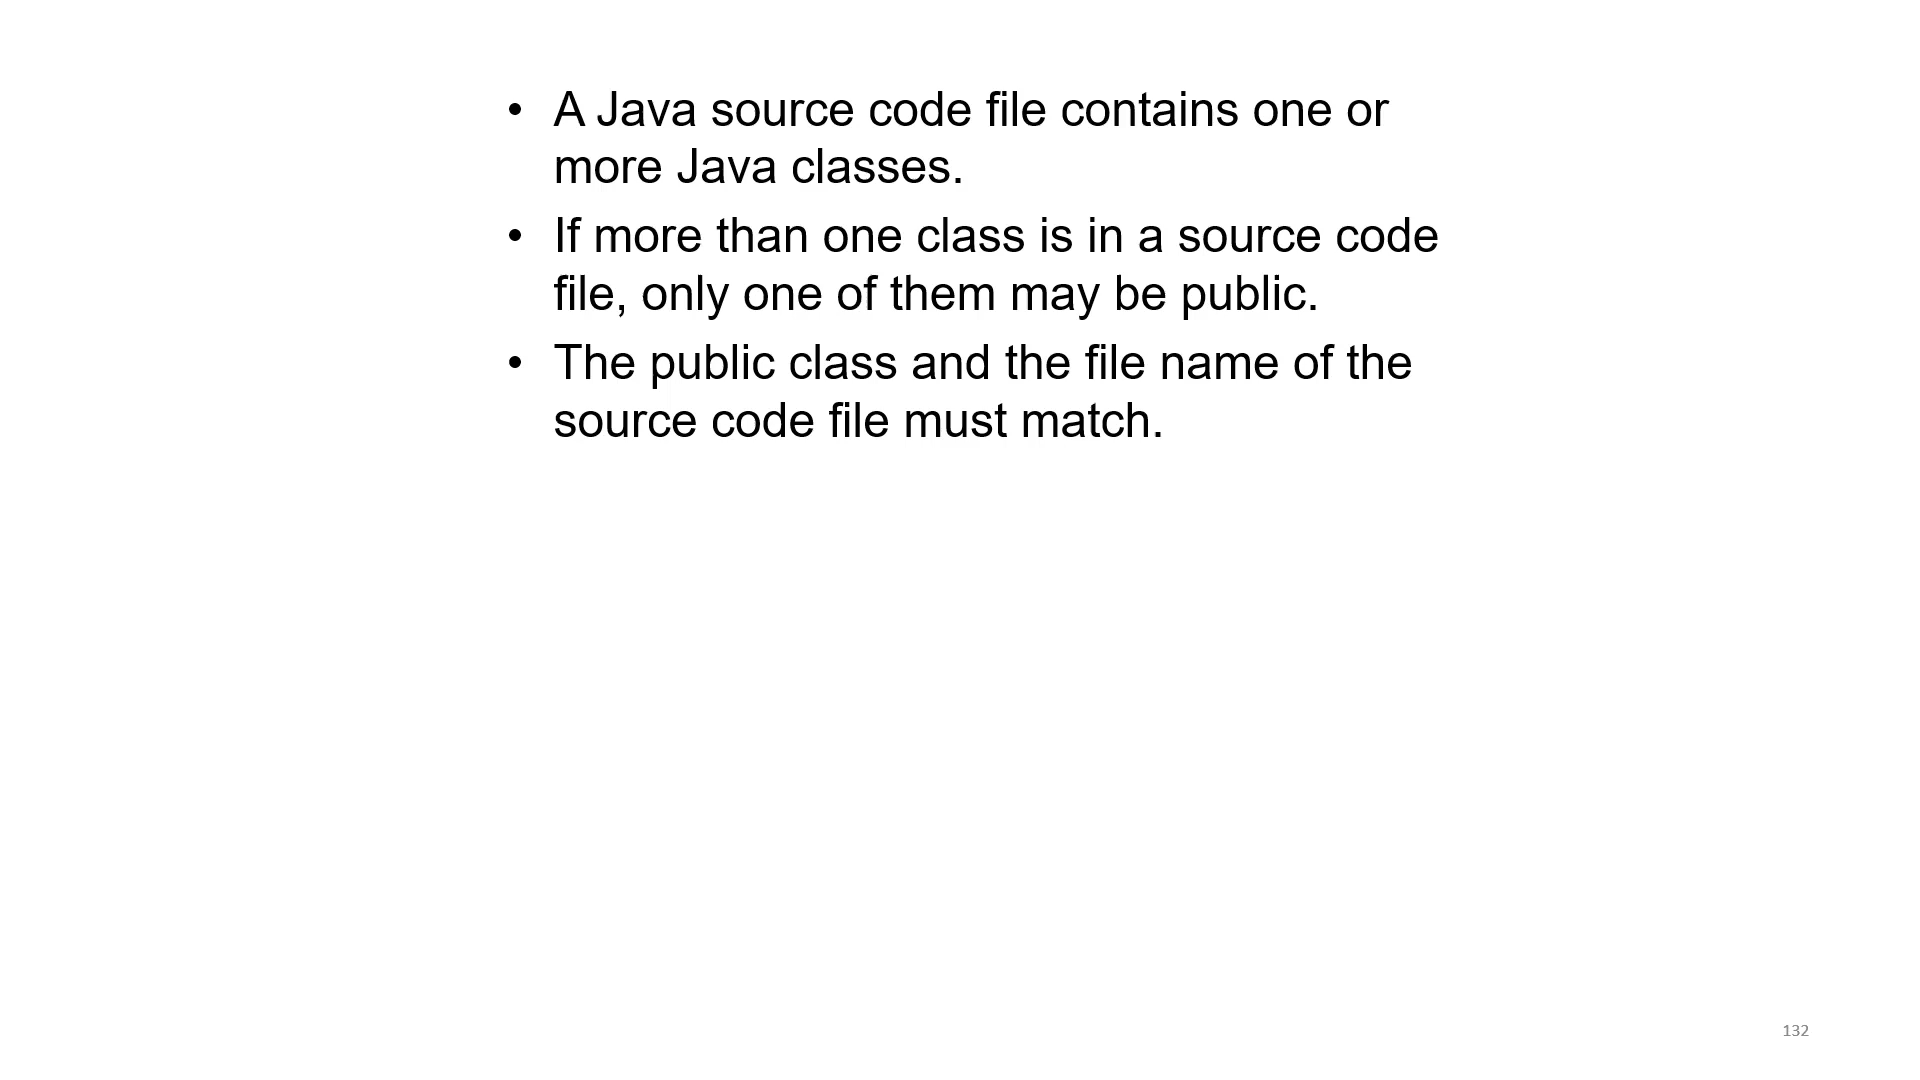 • A Java source code file contains one or
more Java classes.
• If more than one class is in a source code
file, only one of them may be public.
• The public class and the file name of the
source code file must match.
132